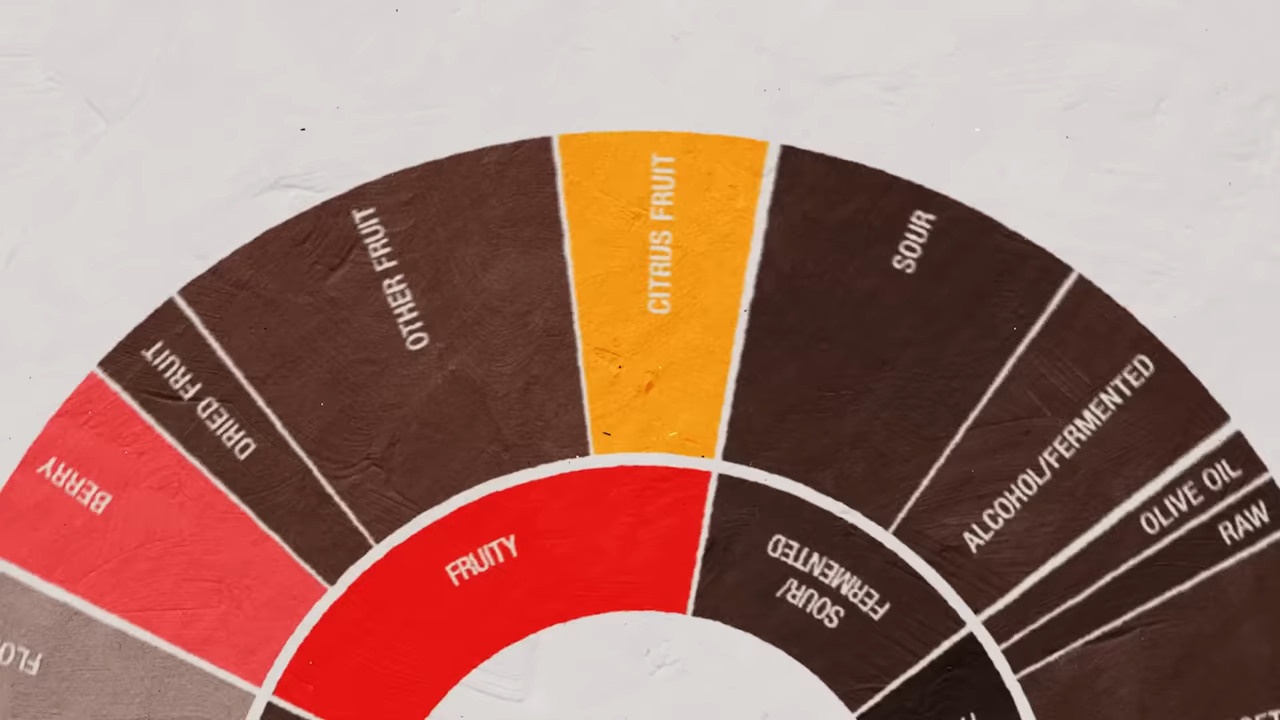 CITRUS FRUIT
OTHER FRUIT
SOUR
DRIED FRUIT
ALCOHOL/FERMENTED
BERRY
OLIVE OIL
RAW
FRUITY
SOUR/
FERMENTED